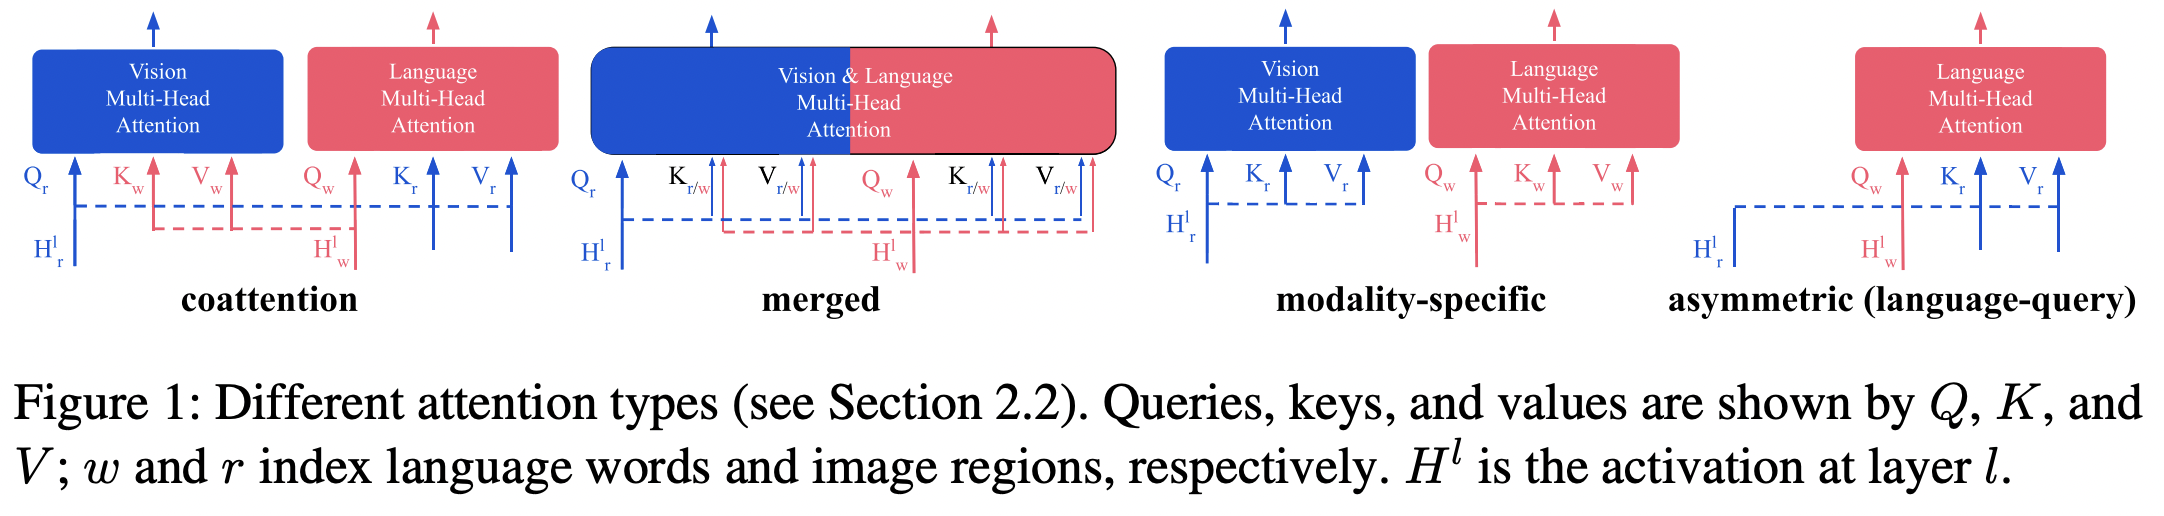 Vision
Multi-Head
Attention
Language
Multi-Head
Attention
Q_r K_w V_w Q_w K_r V_r
H^l_r H^l_w
coattention
Vision & Language
Multi-Head
Attention
Q_r K_r/w V_r/w Q_w K_r/w V_r/w
H^l_r H^l_w
merged
Vision
Multi-Head
Attention
Language
Multi-Head
Attention
Q_r K_r V_r Q_w K_w V_w
H^l_r H^l_w
modality-specific
Language
Multi-Head
Attention
Q_w K_r V_r
H^l_r H^l_w
asymmetric (language-query)
Figure 1: Different attention types (see Section 2.2). Queries, keys, and values are shown by Q, K, and
V; w and r index language words and image regions, respectively. H^l is the activation at layer l.